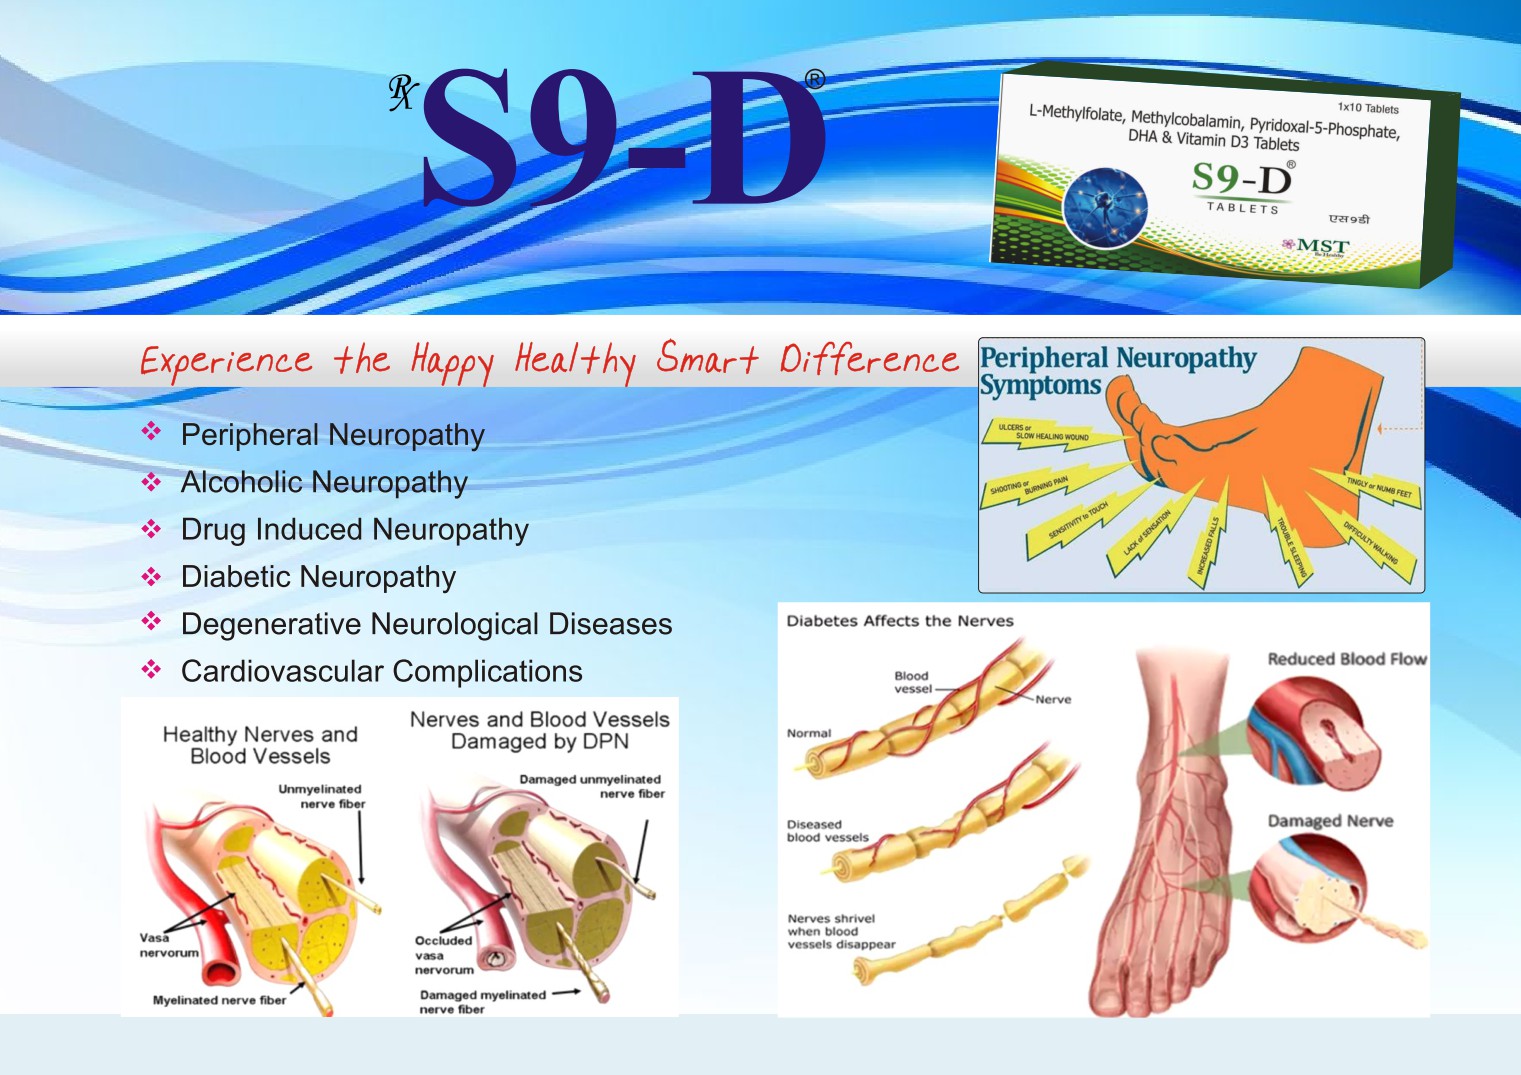 Rx S9-D®
1x10 Tablets
L-Methylfolate, Methylcobalamin, Pyridoxal-5-Phosphate,
DHA & Vitamin D3 Tablets
S9-D®
TABLETS
एस9डी
MST
Be Healthy
Experience the Happy Healthy Smart Difference
Peripheral Neuropathy
Alcoholic Neuropathy
Drug Induced Neuropathy
Diabetic Neuropathy
Degenerative Neurological Diseases
Cardiovascular Complications
Peripheral Neuropathy
Symptoms
ULCERS or
SLOW HEALING WOUND
SHOOTING or
BURNING PAIN
SENSITIVITY to TOUCH
LACK of SENSATION
INCREASED FALLS
TROUBLE SLEEPING
DIFFICULTY WALKING
TINGLY or NUMB FEET
Healthy Nerves and
Blood Vessels
Unmyelinated
nerve fiber
Vasa
nervorum
Myelinated nerve fiber
Nerves and Blood Vessels
Damaged by DPN
Damaged unmyelinated
nerve fiber
Occluded
vasa
nervorum
Damaged myelinated
nerve fiber
Diabetes Affects the Nerves
Blood
vessel
Nerve
Normal
Diseased
blood vessels
Nerves shrivel
when blood
vessels disappear
Reduced Blood Flow
Damaged Nerve